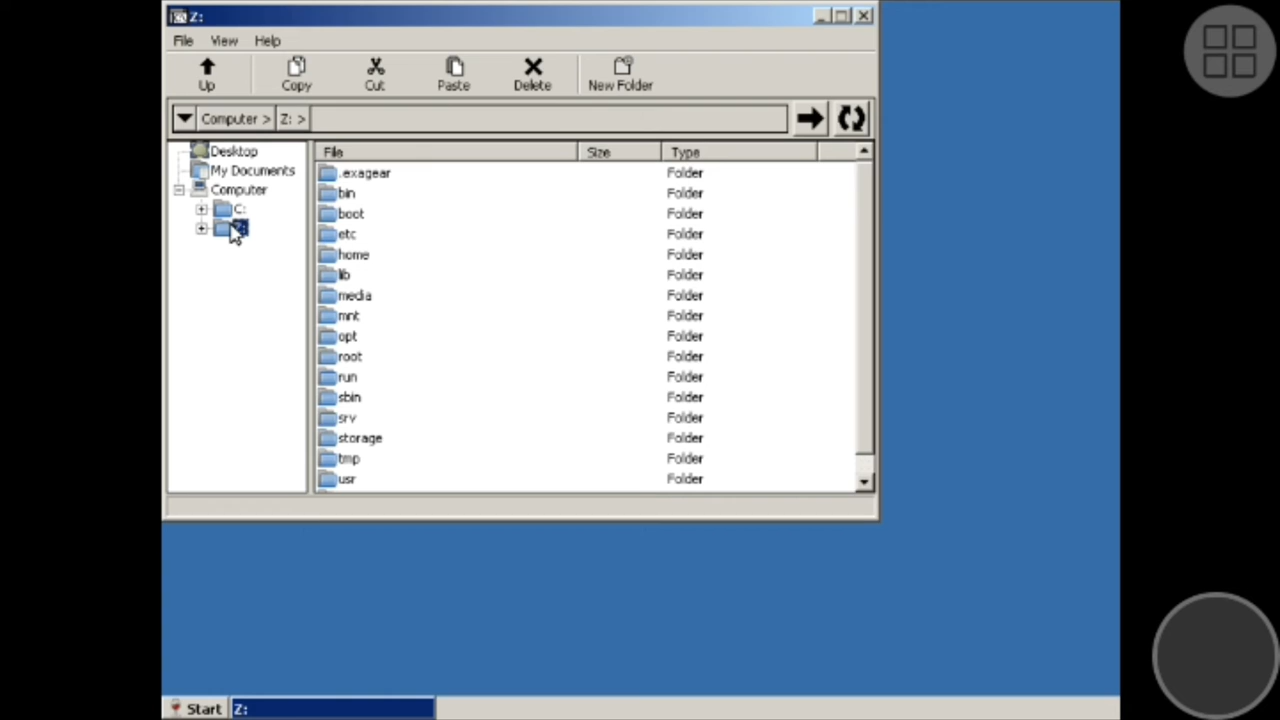 Z:
File View Help
Up Copy Cut Paste Delete New Folder
Computer > Z: >
Desktop
My Documents
Computer
C:
File Size Type
.exagear Folder
bin Folder
boot Folder
etc Folder
home Folder
lib Folder
media Folder
mnt Folder
opt Folder
root Folder
run Folder
sbin Folder
srv Folder
storage Folder
tmp Folder
usr Folder
Start Z: